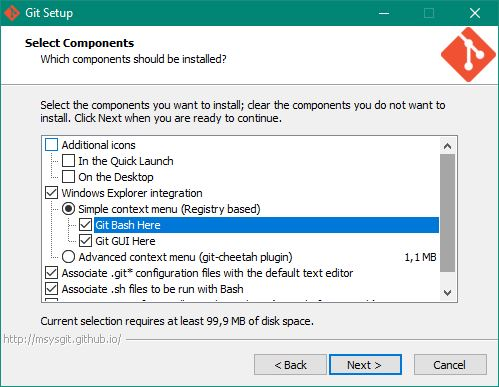 Git Setup
Select Components
Which components should be installed?
Select the components you want to install; clear the components you do not want to
install. Click Next when you are ready to continue.
Additional icons
In the Quick Launch
On the Desktop
Windows Explorer integration
Simple context menu (Registry based)
Git Bash Here
Git GUI Here
Advanced context menu (git-cheetah plugin) 1,1 MB
Associate .git* configuration files with the default text editor
Associate .sh files to be run with Bash
Current selection requires at least 99,9 MB of disk space.
http://msysgit.github.io/
< Back
Next >
Cancel